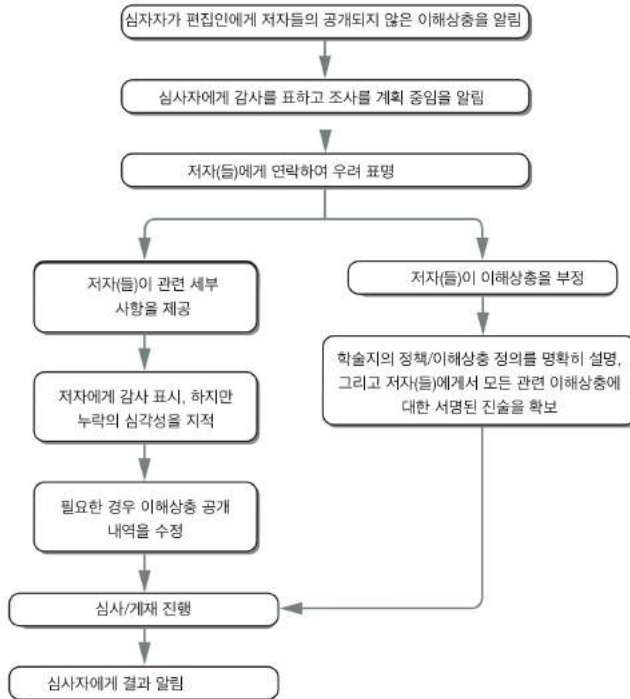 심자자가 편집인에게 저자들의 공개되지 않은 이해상충을 알림
심사자에게 감사를 표하고 조사를 계획 중임을 알림
저자(들)에게 연락하여 우려 표명
저자(들)이 관련 세부
사항을 제공
저자에게 감사 표시, 하지만
누락의 심각성을 지적
필요한 경우 이해상충 공개
내역을 수정
저자(들)이 이해상충을 부정
학술지의 정책/이해상충 정의를 명확히 설명,
그리고 저자(들)에게서 모든 관련 이해상충에
대한 서명된 진술을 확보
심사/게재 진행
심사자에게 결과 알림